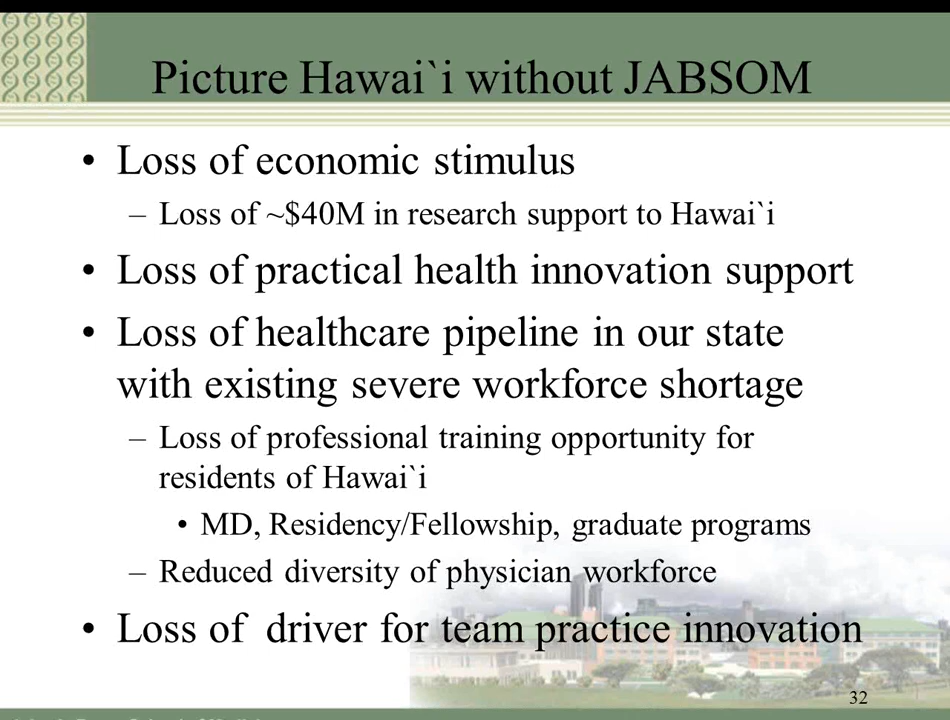 Picture Hawai`i without JABSOM
• Loss of economic stimulus
– Loss of ~$40M in research support to Hawai`i
• Loss of practical health innovation support
• Loss of healthcare pipeline in our state
with existing severe workforce shortage
– Loss of professional training opportunity for
residents of Hawai`i
• MD, Residency/Fellowship, graduate programs
– Reduced diversity of physician workforce
• Loss of  driver for team practice innovation
32